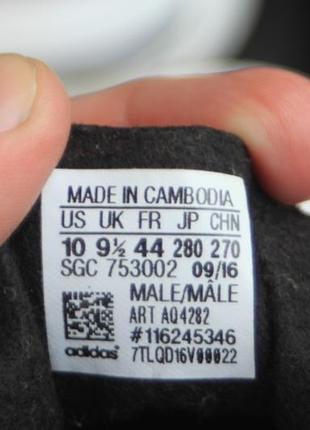 MADE IN CAMBODIA
US UK FR JP CHN
10 9½ 44 280 270
SGC 753002 09/16
MALE/MÂLE
ART AQ4282
#116245346
adidas® 7TLQD16V00022